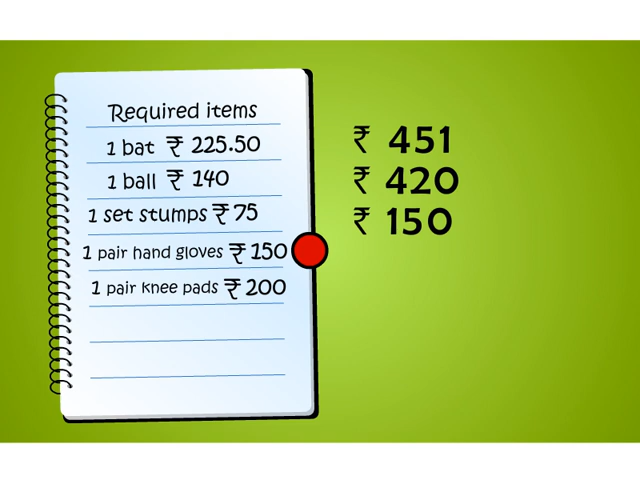 Required items
1 bat ₹ 225.50
1 ball ₹ 140
1 set stumps ₹ 75
1 pair hand gloves ₹ 150
1 pair knee pads ₹ 200
₹ 451
₹ 420
₹ 150